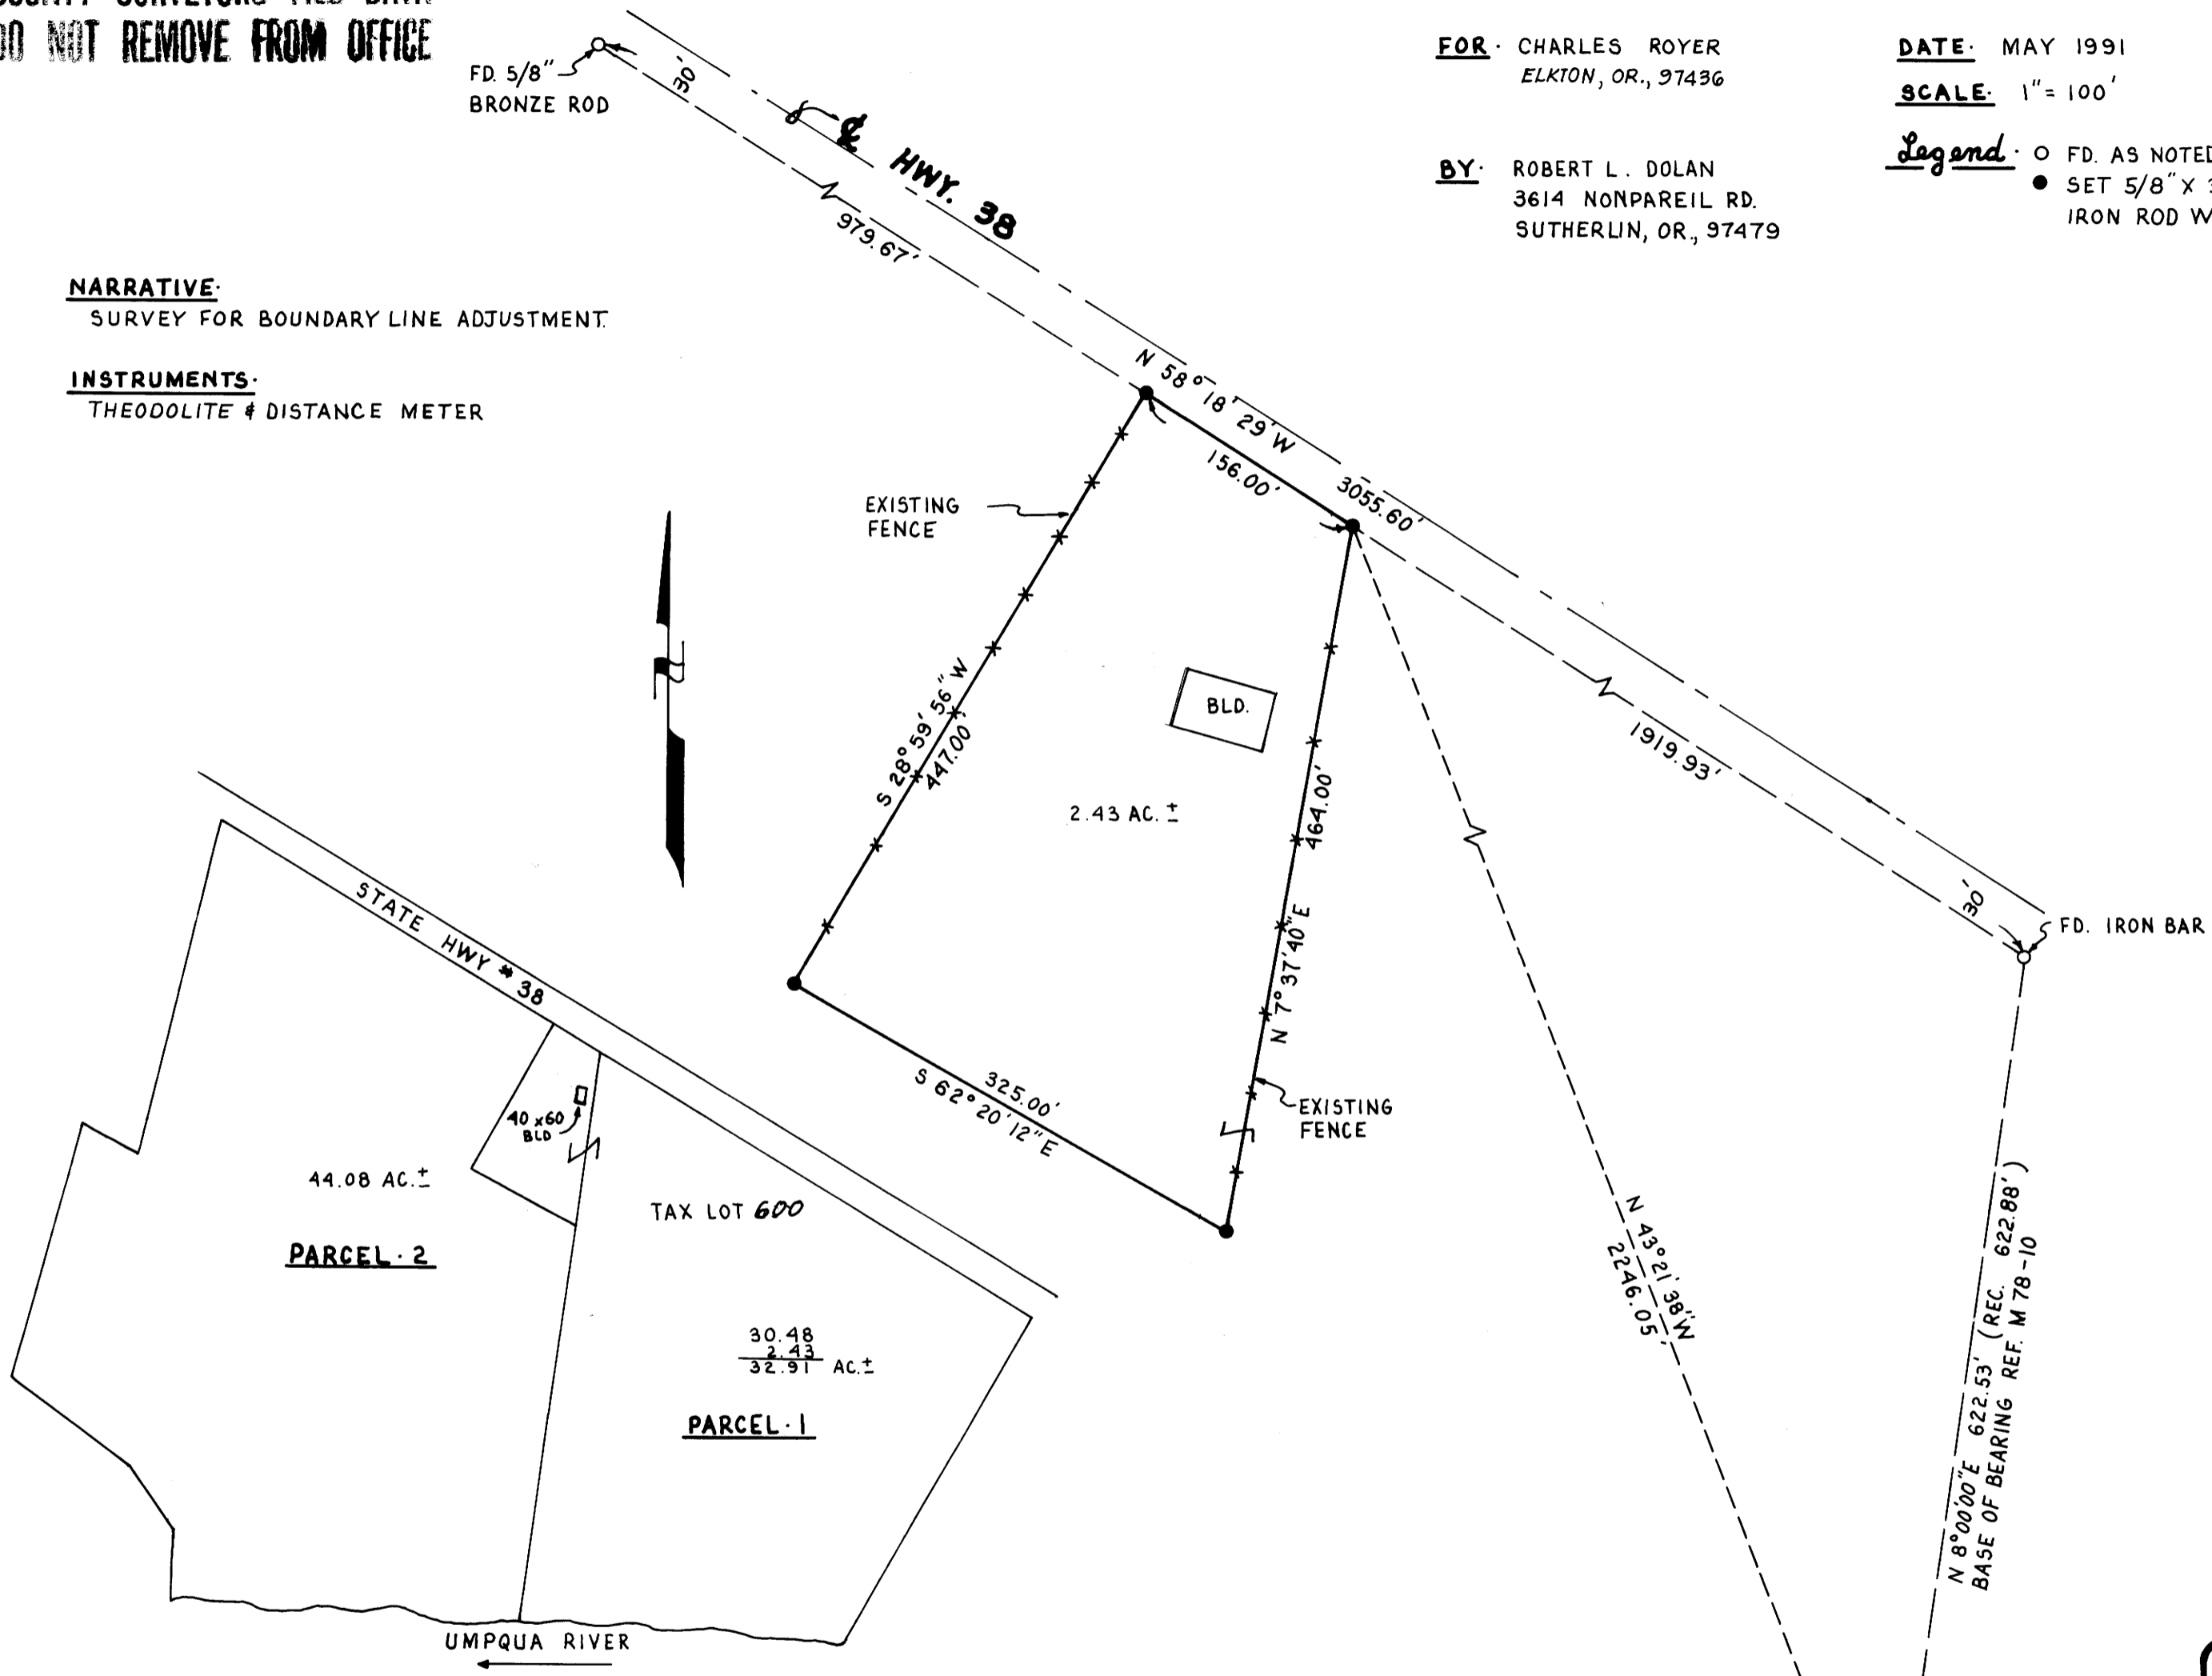 DO NOT REMOVE FROM OFFICE
FD. 5/8"
BRONZE ROD
30'
℄ HWY. 38
979.67'
FOR· CHARLES ROYER
ELKTON, OR., 97436
BY· ROBERT L. DOLAN
3614 NONPAREIL RD.
SUTHERLIN, OR., 97479
DATE· MAY 1991
SCALE· 1"= 100'
Legend· O FD. AS NOTED
● SET 5/8" X
IRON ROD W
NARRATIVE·
SURVEY FOR BOUNDARY LINE ADJUSTMENT.
INSTRUMENTS·
THEODOLITE & DISTANCE METER
N 58° 18' 29" W 3055.60'
156.00'
EXISTING
FENCE
S 28° 59' 56" W
447.00'
BLD.
2.43 AC. ±
464.00'
N 7° 37' 40" E
325.00'
S 62° 20' 12" E
EXISTING
FENCE
1919.93'
30'
FD. IRON BAR
N 43° 21' 38" W
2246.05'
N 8° 00' 00" E 622.53' (REC. 622.88')
BASE OF BEARING REF. M 78-10
STATE HWY # 38
40 x 60
BLD
44.08 AC. ±
PARCEL · 2
TAX LOT 600
30.48
2.43
32.91 AC. ±
PARCEL · 1
UMPQUA RIVER